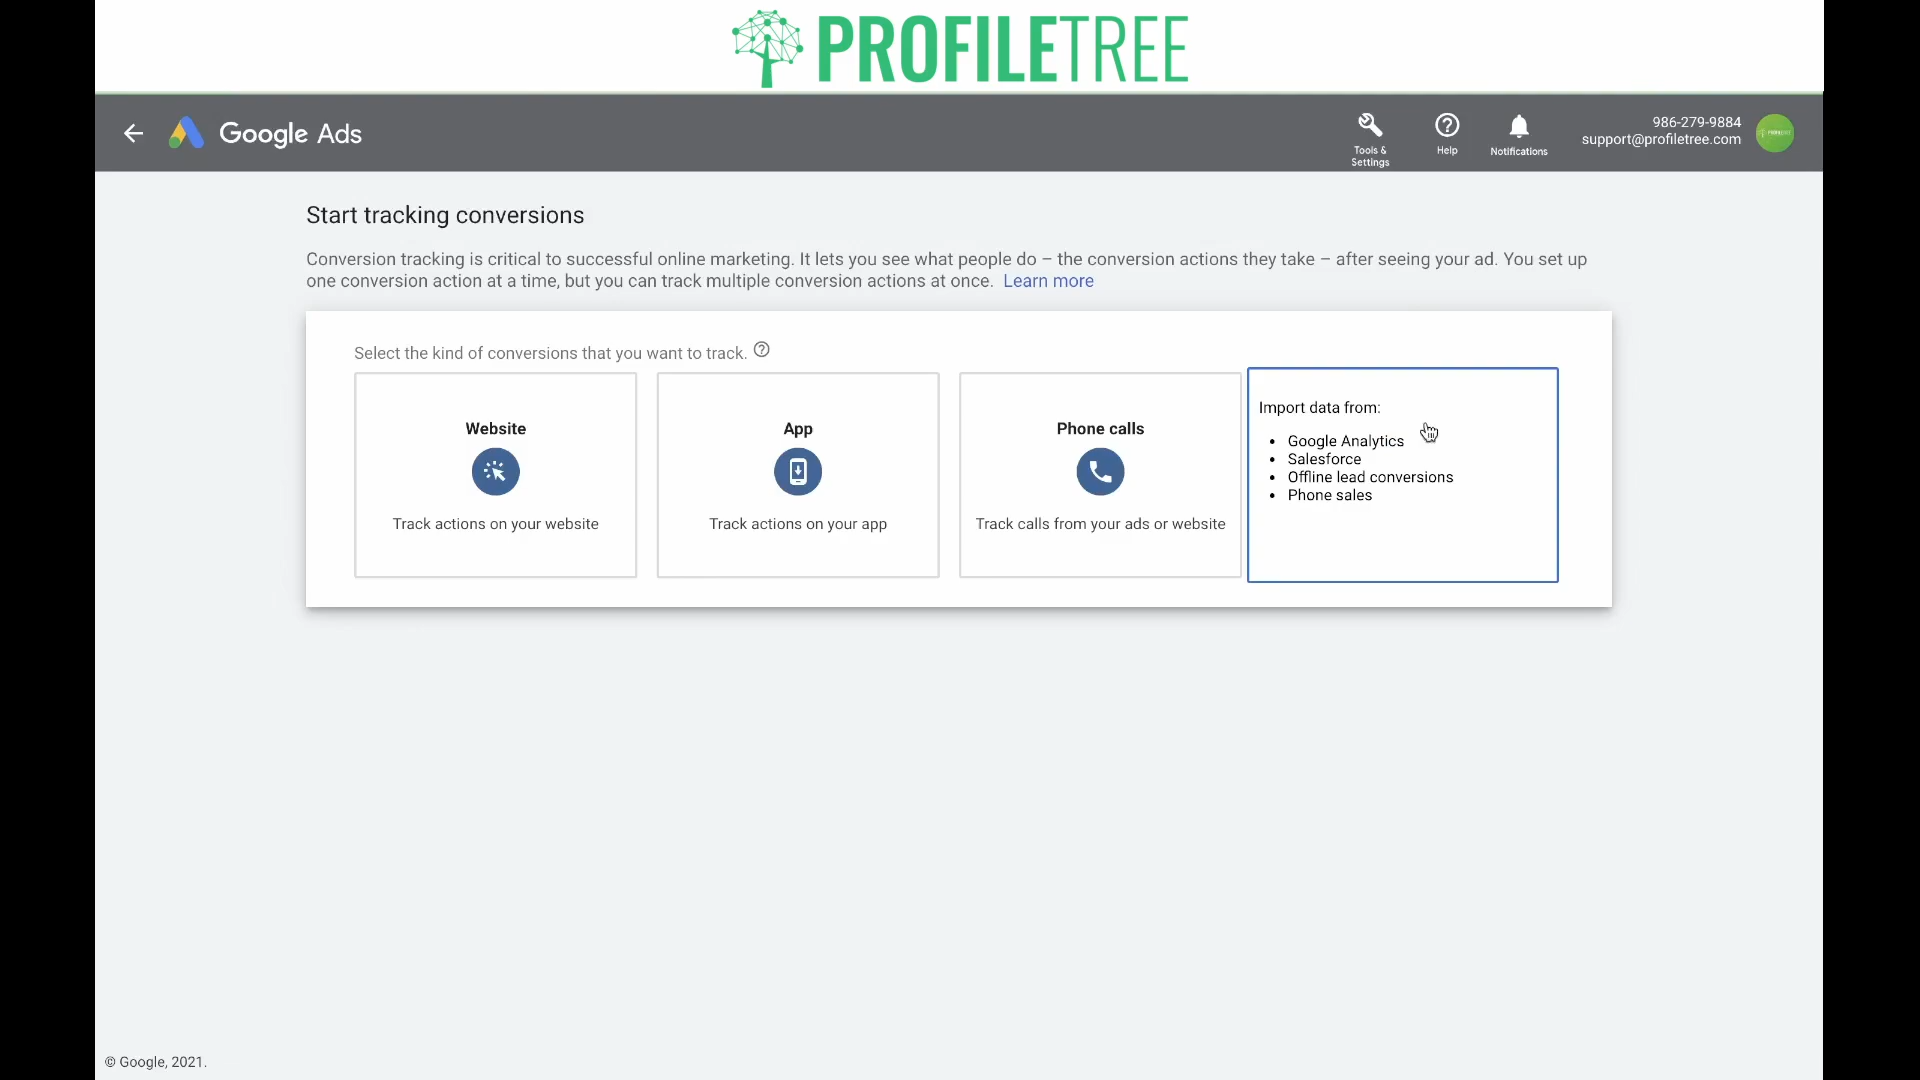 PROFILETREE
Google Ads
Tools &
Settings
Help
Notifications
986-279-9884
support@profiletree.com
Start tracking conversions
Conversion tracking is critical to successful online marketing. It lets you see what people do – the conversion actions they take – after seeing your ad. You set up
one conversion action at a time, but you can track multiple conversion actions at once. Learn more
Select the kind of conversions that you want to track.
Website
Track actions on your website
App
Track actions on your app
Phone calls
Track calls from your ads or website
Import data from:
• Google Analytics
• Salesforce
• Offline lead conversions
• Phone sales
© Google, 2021.